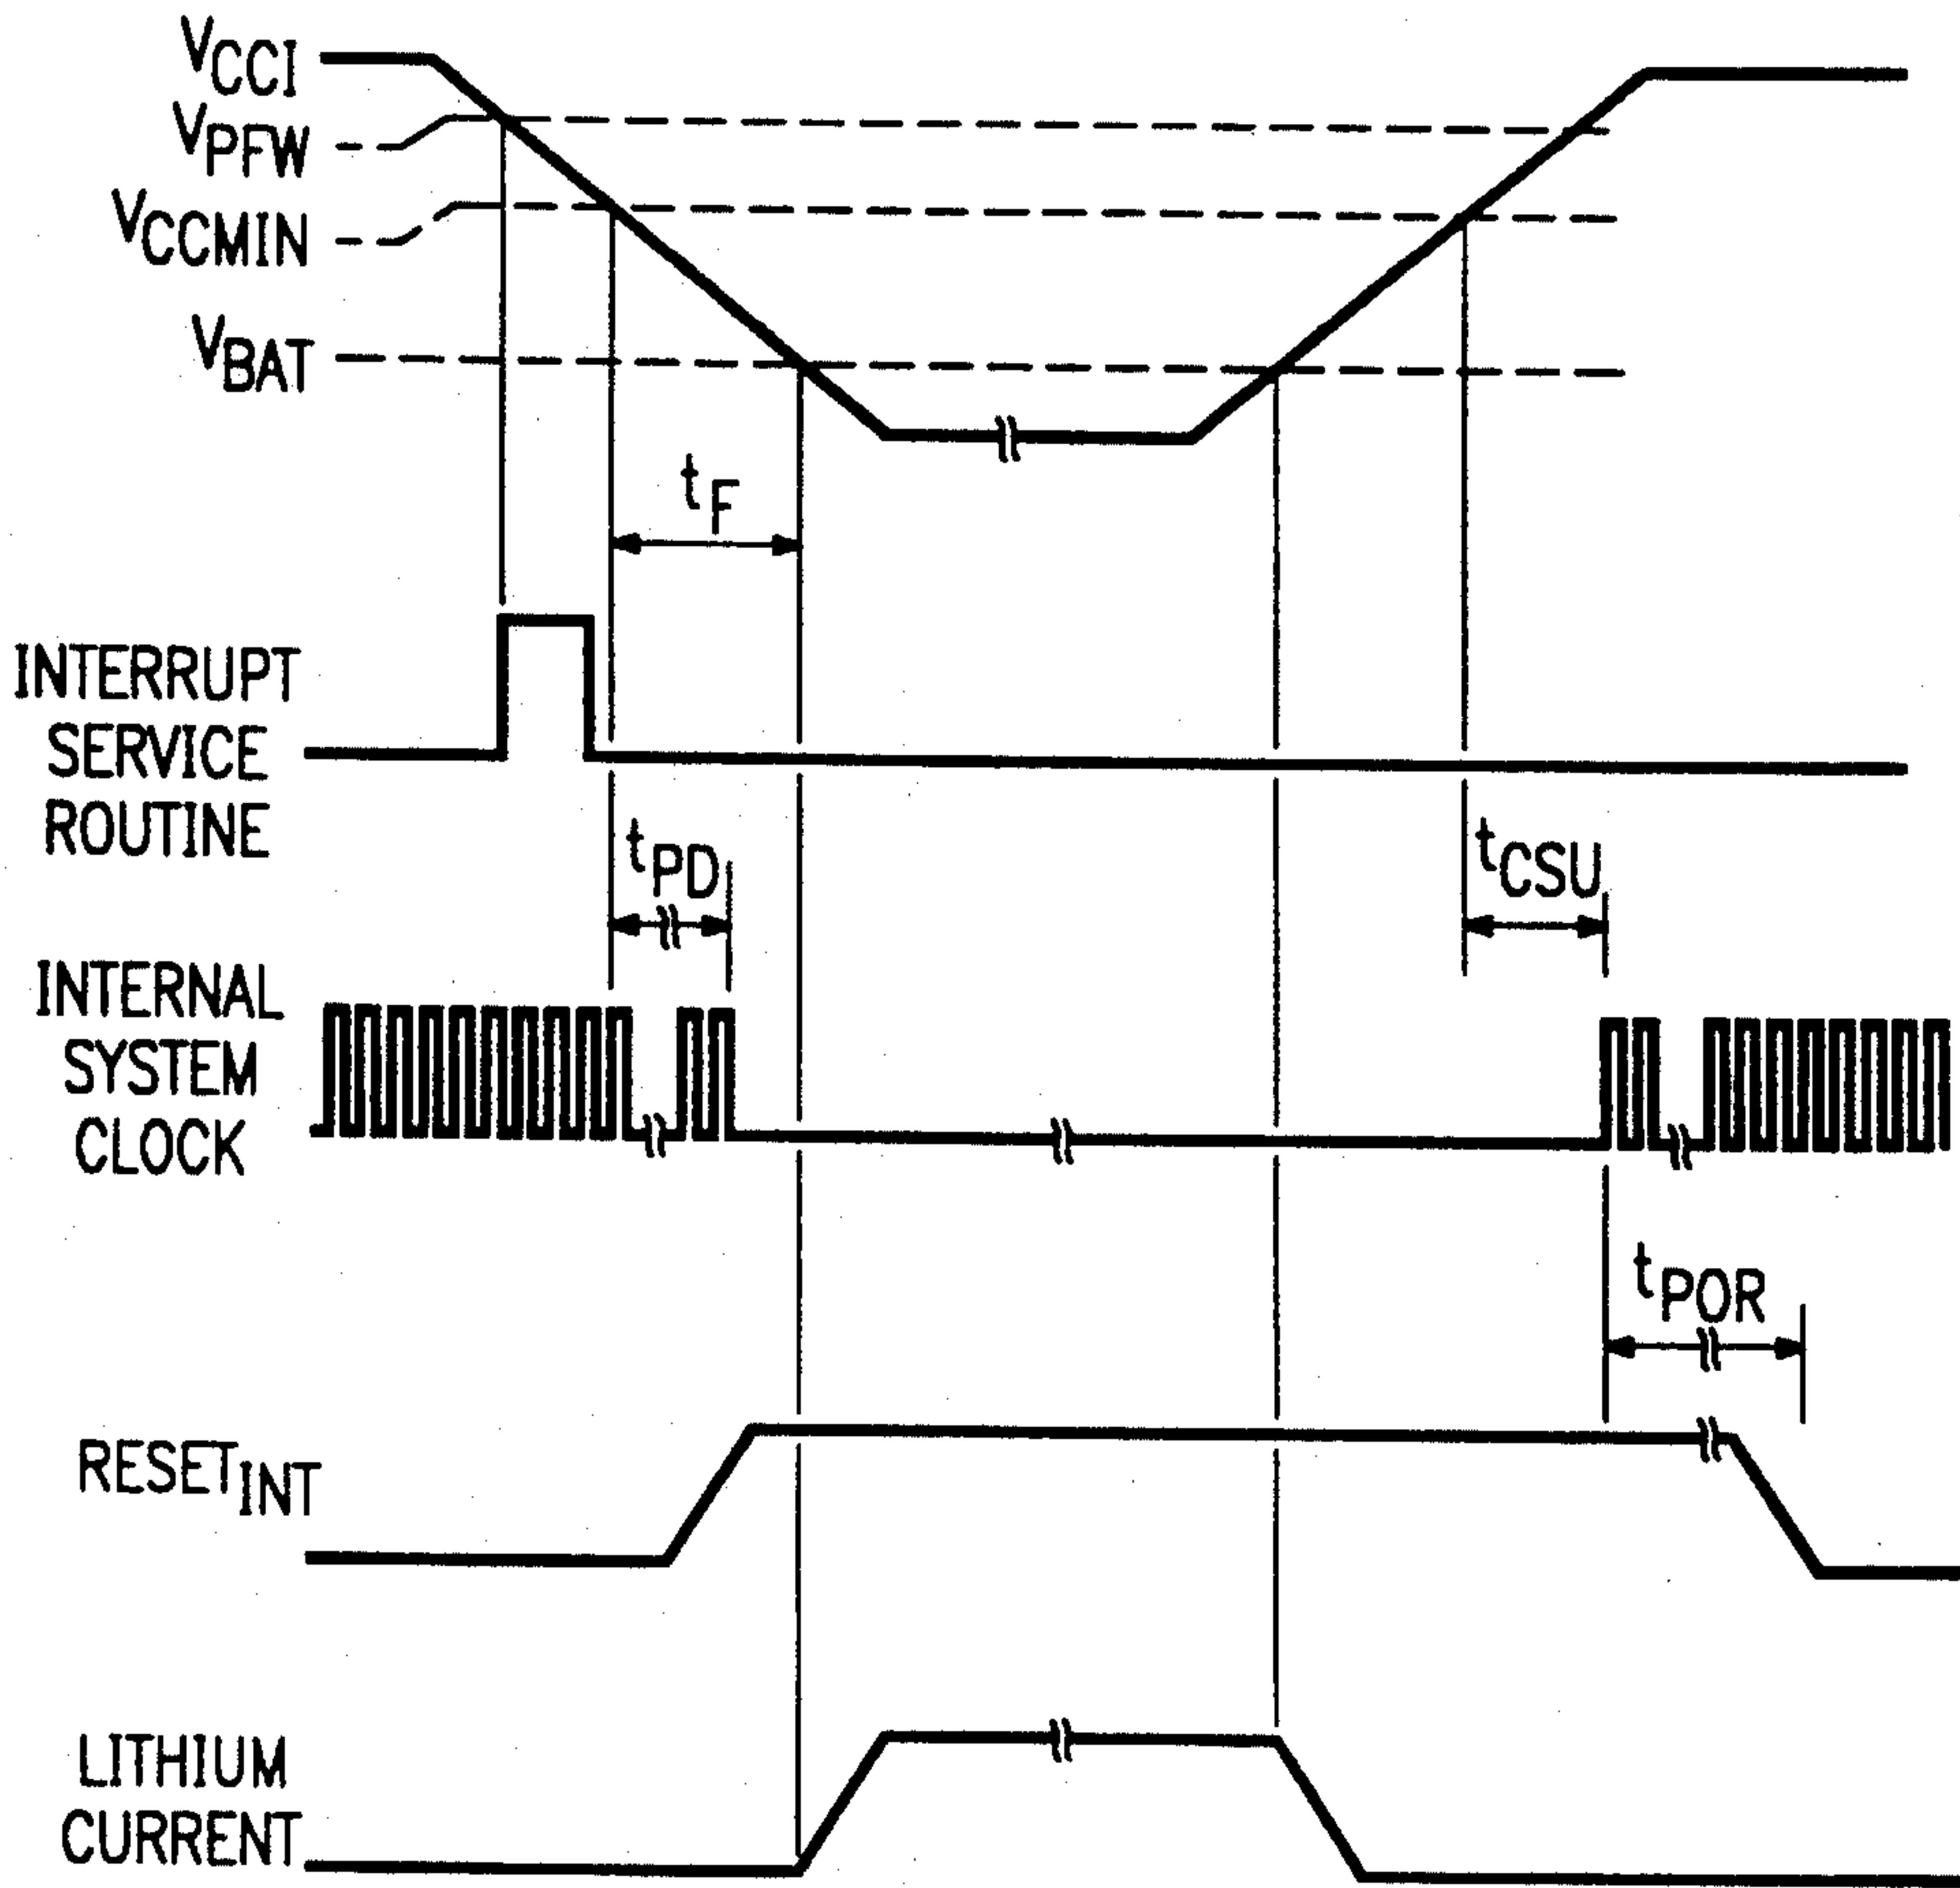 VCCI
VPFW
VCCMIN
VBAT
tF
INTERRUPT
SERVICE
ROUTINE
tPD
tCSU
INTERNAL
SYSTEM
CLOCK
tPOR
RESETINT
LITHIUM
CURRENT